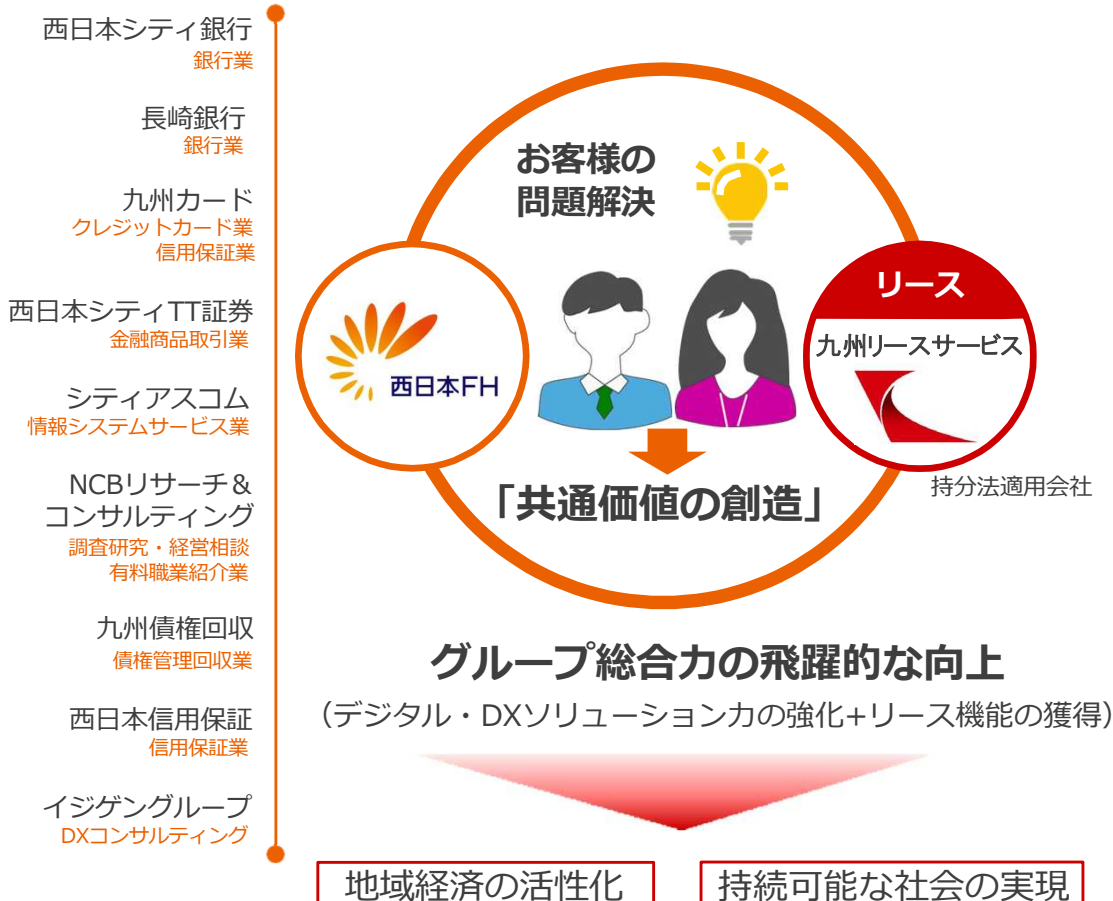 西日本シティ銀行
銀行業
長崎銀行
銀行業
九州カード
クレジットカード業
信用保証業
西日本シティTT証券
金融商品取引業
シティアスコム
情報システムサービス業
NCBリサーチ＆
コンサルティング
調査研究・経営相談
有料職業紹介業
九州債権回収
債権管理回収業
西日本信用保証
信用保証業
イジゲングループ
DXコンサルティング
お客様の
問題解決
西日本FH
リース
九州リースサービス
持分法適用会社
「共通価値の創造」
グループ総合力の飛躍的な向上
（デジタル・DXソリューション力の強化+リース機能の獲得）
地域経済の活性化
持続可能な社会の実現